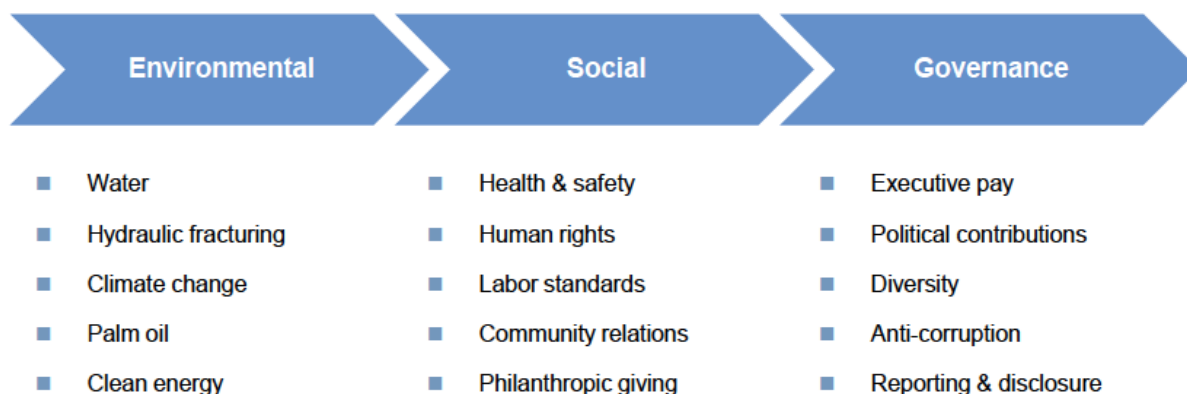 Environmental
Social
Governance
Water
Hydraulic fracturing
Climate change
Palm oil
Clean energy
Health & safety
Human rights
Labor standards
Community relations
Philanthropic giving
Executive pay
Political contributions
Diversity
Anti-corruption
Reporting & disclosure